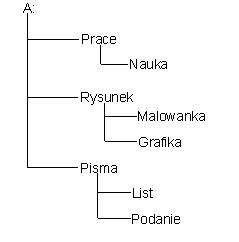 A:
Prace
Nauka
Rysunek
Malowanka
Grafika
Pisma
List
Podanie